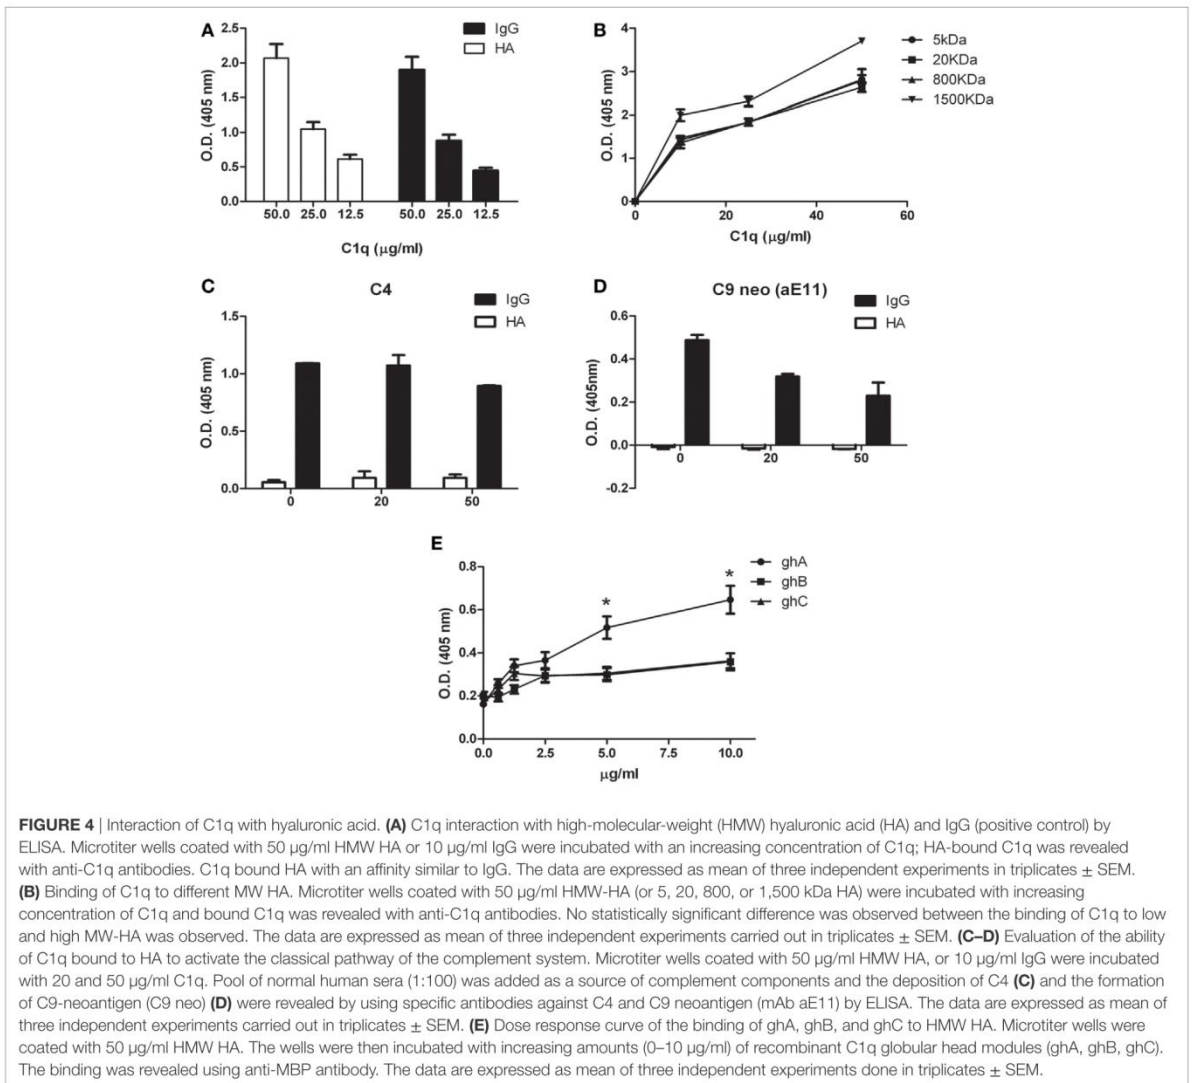 A
2.5
2.0
1.5
1.0
0.5
0.0
O.D. (405 nm)
50.0 25.0 12.5 50.0 25.0 12.5
C1q (μg/ml)
IgG
HA
B
4
3
2
1
0
O.D. (405 nm)
0 20 40 60
C1q (μg/ml)
5kDa
20KDa
800KDa
1500KDa
C
C4
IgG
HA
1.5
1.0
0.5
0.0
O.D. (405 nm)
0 20 50
D
C9 neo (aE11)
IgG
HA
0.6
0.4
0.2
0.0
-0.2
O.D. (405nm)
0 20 50
E
0.8
0.6
0.4
0.2
0.0
O.D. (405 nm)
* *
0.0 2.5 5.0 7.5 10.0
μg/ml
ghA
ghB
ghC
FIGURE 4 | Interaction of C1q with hyaluronic acid. (A) C1q interaction with high-molecular-weight (HMW) hyaluronic acid (HA) and IgG (positive control) by
ELISA. Microtiter wells coated with 50 μg/ml HMW HA or 10 μg/ml IgG were incubated with an increasing concentration of C1q; HA-bound C1q was revealed
with anti-C1q antibodies. C1q bound HA with an affinity similar to IgG. The data are expressed as mean of three independent experiments in triplicates ± SEM.
(B) Binding of C1q to different MW HA. Microtiter wells coated with 50 μg/ml HMW-HA (or 5, 20, 800, or 1,500 kDa HA) were incubated with increasing
concentration of C1q and bound C1q was revealed with anti-C1q antibodies. No statistically significant difference was observed between the binding of C1q to low
and high MW-HA was observed. The data are expressed as mean of three independent experiments carried out in triplicates ± SEM. (C–D) Evaluation of the ability
of C1q bound to HA to activate the classical pathway of the complement system. Microtiter wells coated with 50 μg/ml HMW HA, or 10 μg/ml IgG were incubated
with 20 and 50 μg/ml C1q. Pool of normal human sera (1:100) was added as a source of complement components and the deposition of C4 (C) and the formation
of C9-neoantigen (C9 neo) (D) were revealed by using specific antibodies against C4 and C9 neoantigen (mAb aE11) by ELISA. The data are expressed as mean of
three independent experiments carried out in triplicates ± SEM. (E) Dose response curve of the binding of ghA, ghB, and ghC to HMW HA. Microtiter wells were
coated with 50 μg/ml HMW HA. The wells were then incubated with increasing amounts (0–10 μg/ml) of recombinant C1q globular head modules (ghA, ghB, ghC).
The binding was revealed using anti-MBP antibody. The data are expressed as mean of three independent experiments done in triplicates ± SEM.